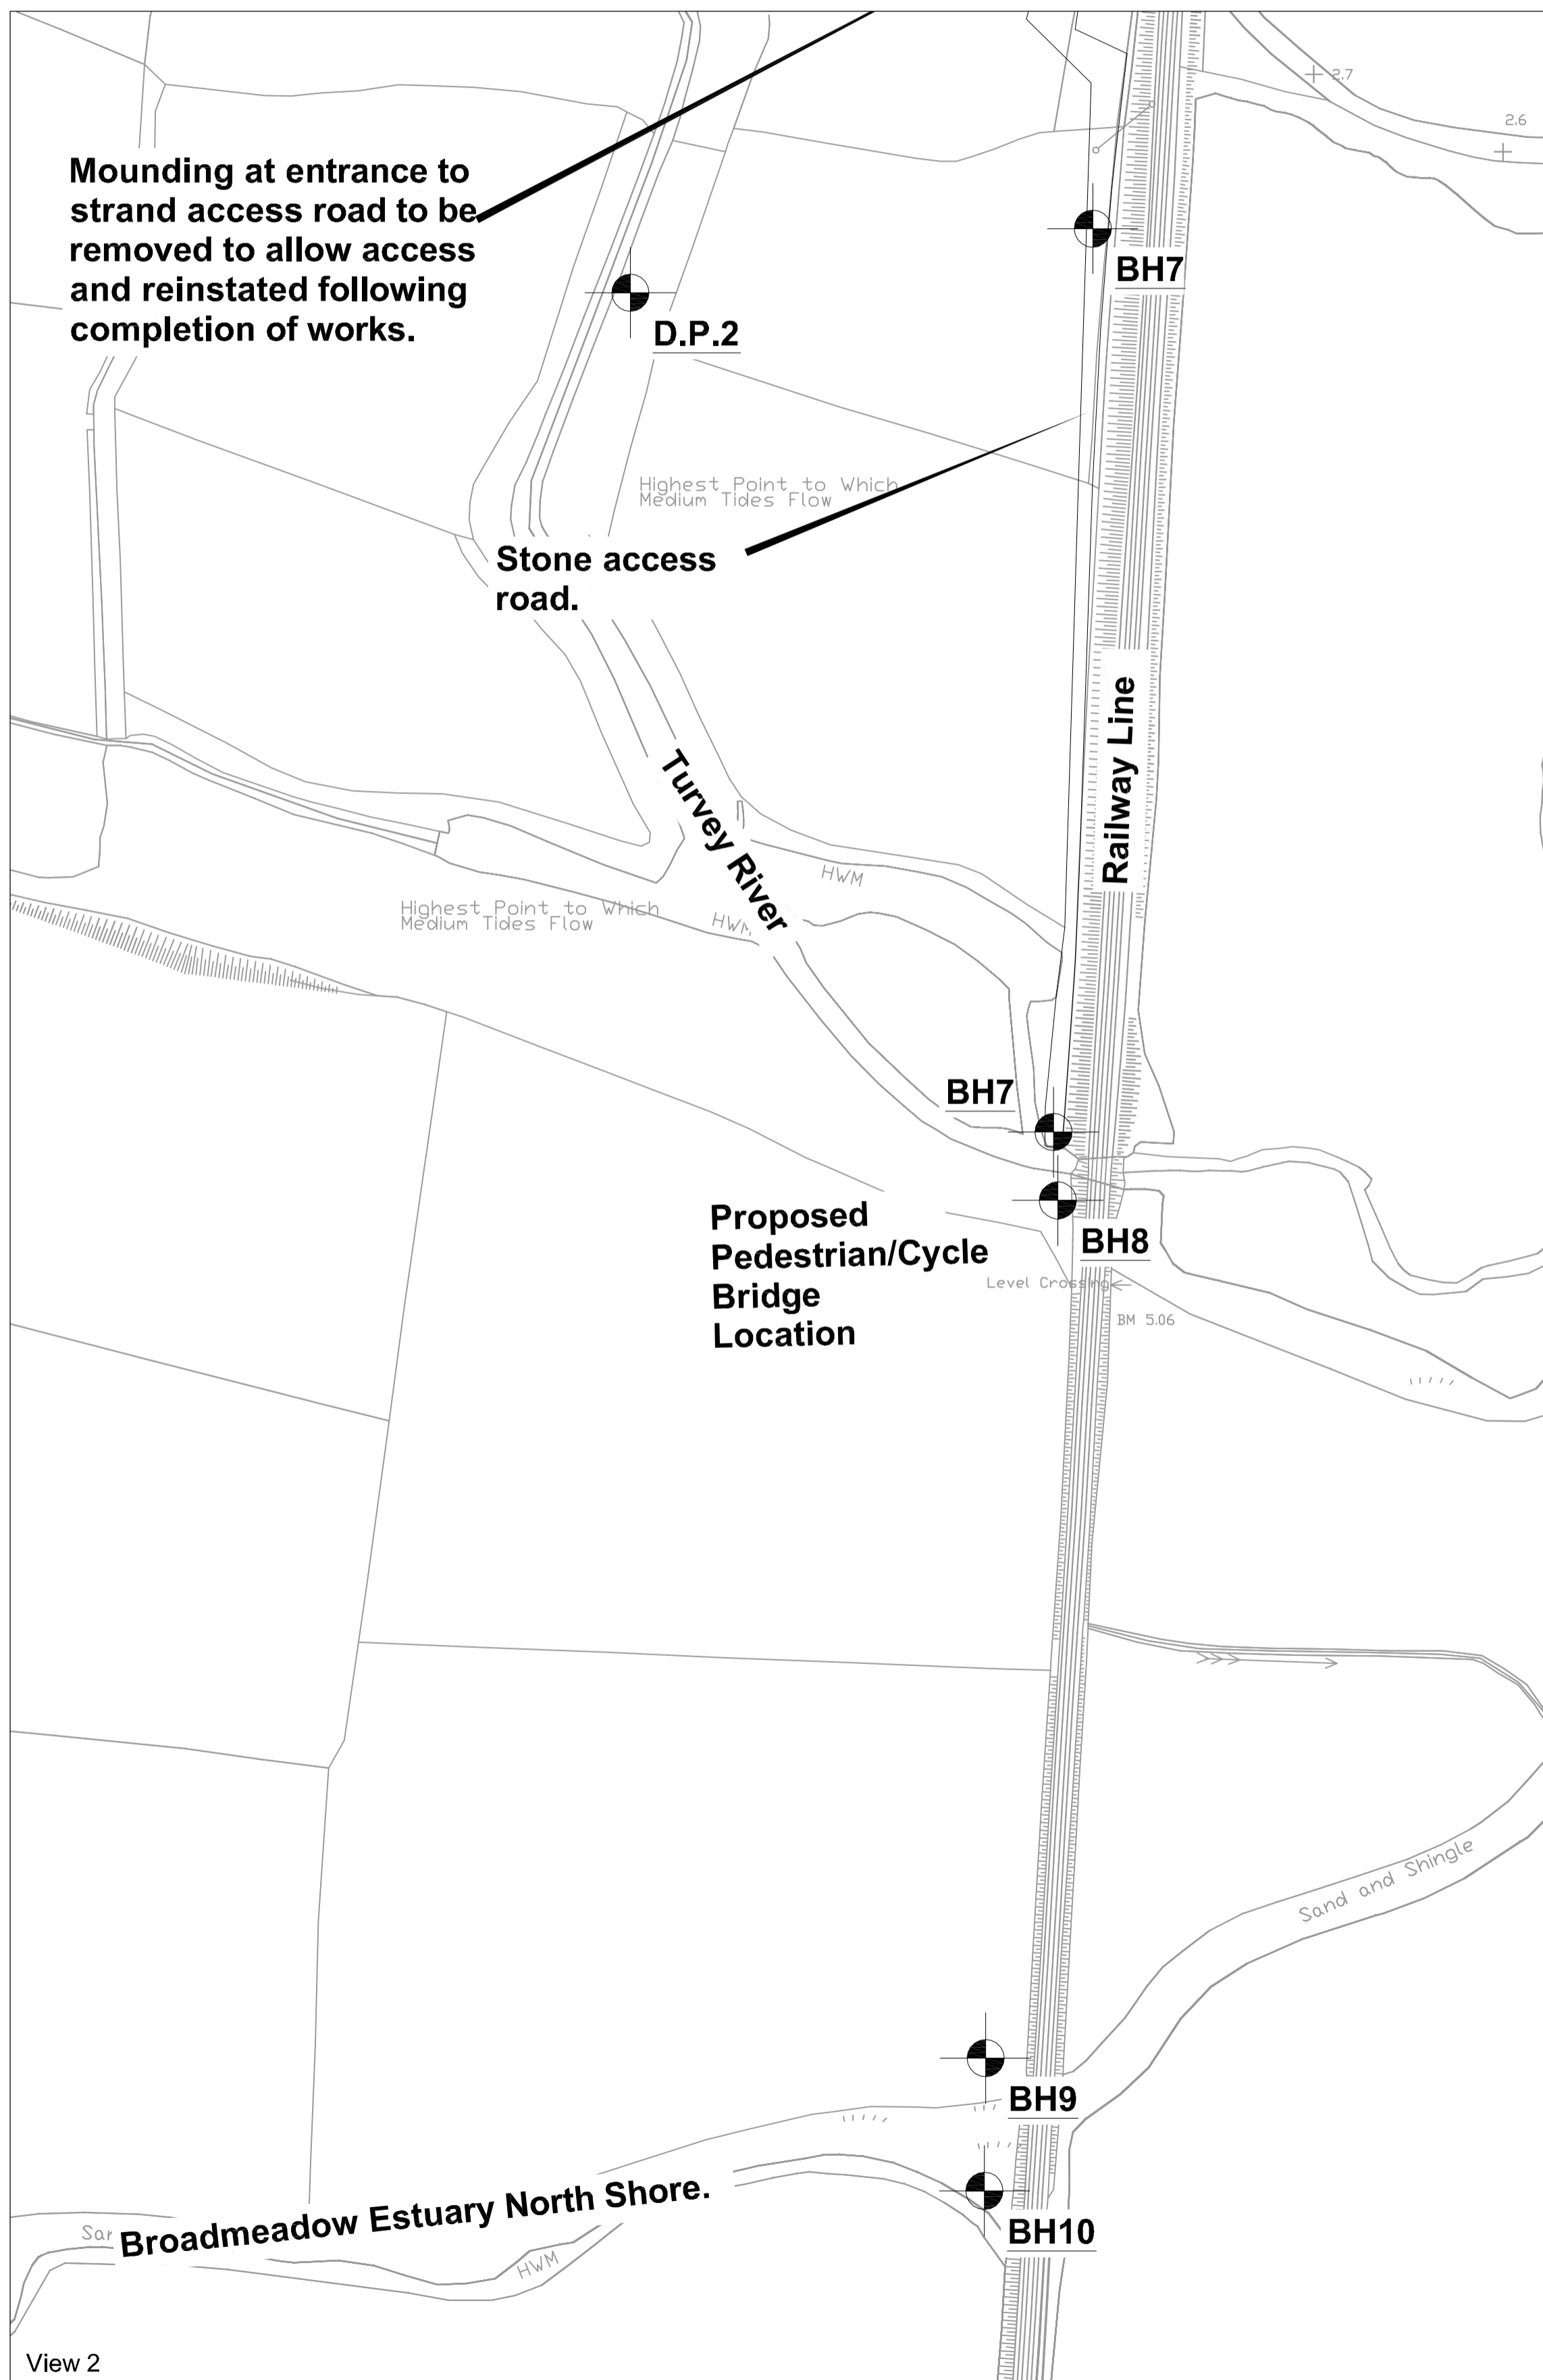 2.7
2.6
Mounding at entrance to
strand access road to be
removed to allow access
and reinstated following
completion of works.
BH7
D.P.2
Highest Point to Which
Medium Tides Flow
Stone access
road.
Railway Line
Turvey River
HWM
Highest Point to Which
Medium Tides Flow
HWM
BH7
Proposed
Pedestrian/Cycle
Bridge
Location
BH8
Level Crossing
BM 5.06
Sand and Shingle
BH9
Broadmeadow Estuary North Shore.
BH10
HWM
View 2